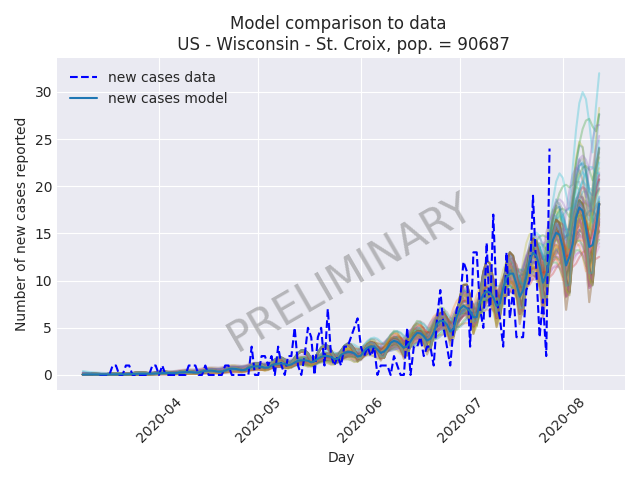 Model comparison to data
US - Wisconsin - St. Croix, pop. = 90687
new cases data
new cases model
Number of new cases reported
30
25
20
15
10
5
0
PRELIMINARY
2020-04
2020-05
2020-06
2020-07
2020-08
Day